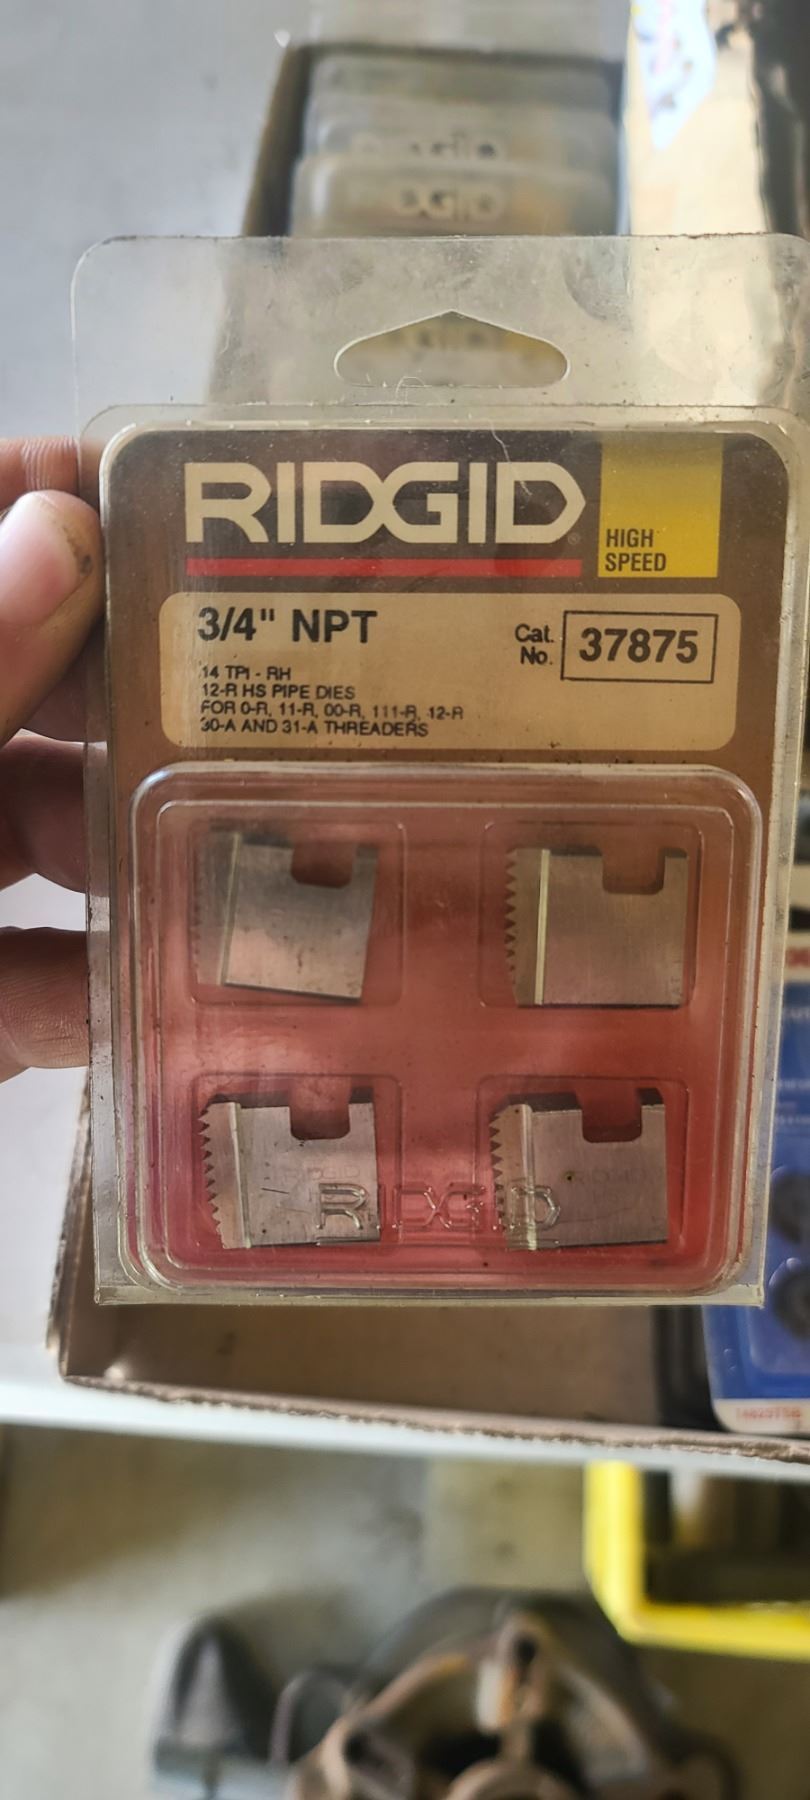 RIDGID
HIGH
SPEED
3/4" NPT
Cat.
No.
37875
14 TPI - RH
12-R HS PIPE DIES
FOR 0-R, 11-R, 00-R, 111-R, 12-R
30-A AND 31-A THREADERS
RIDGID
RIDGID